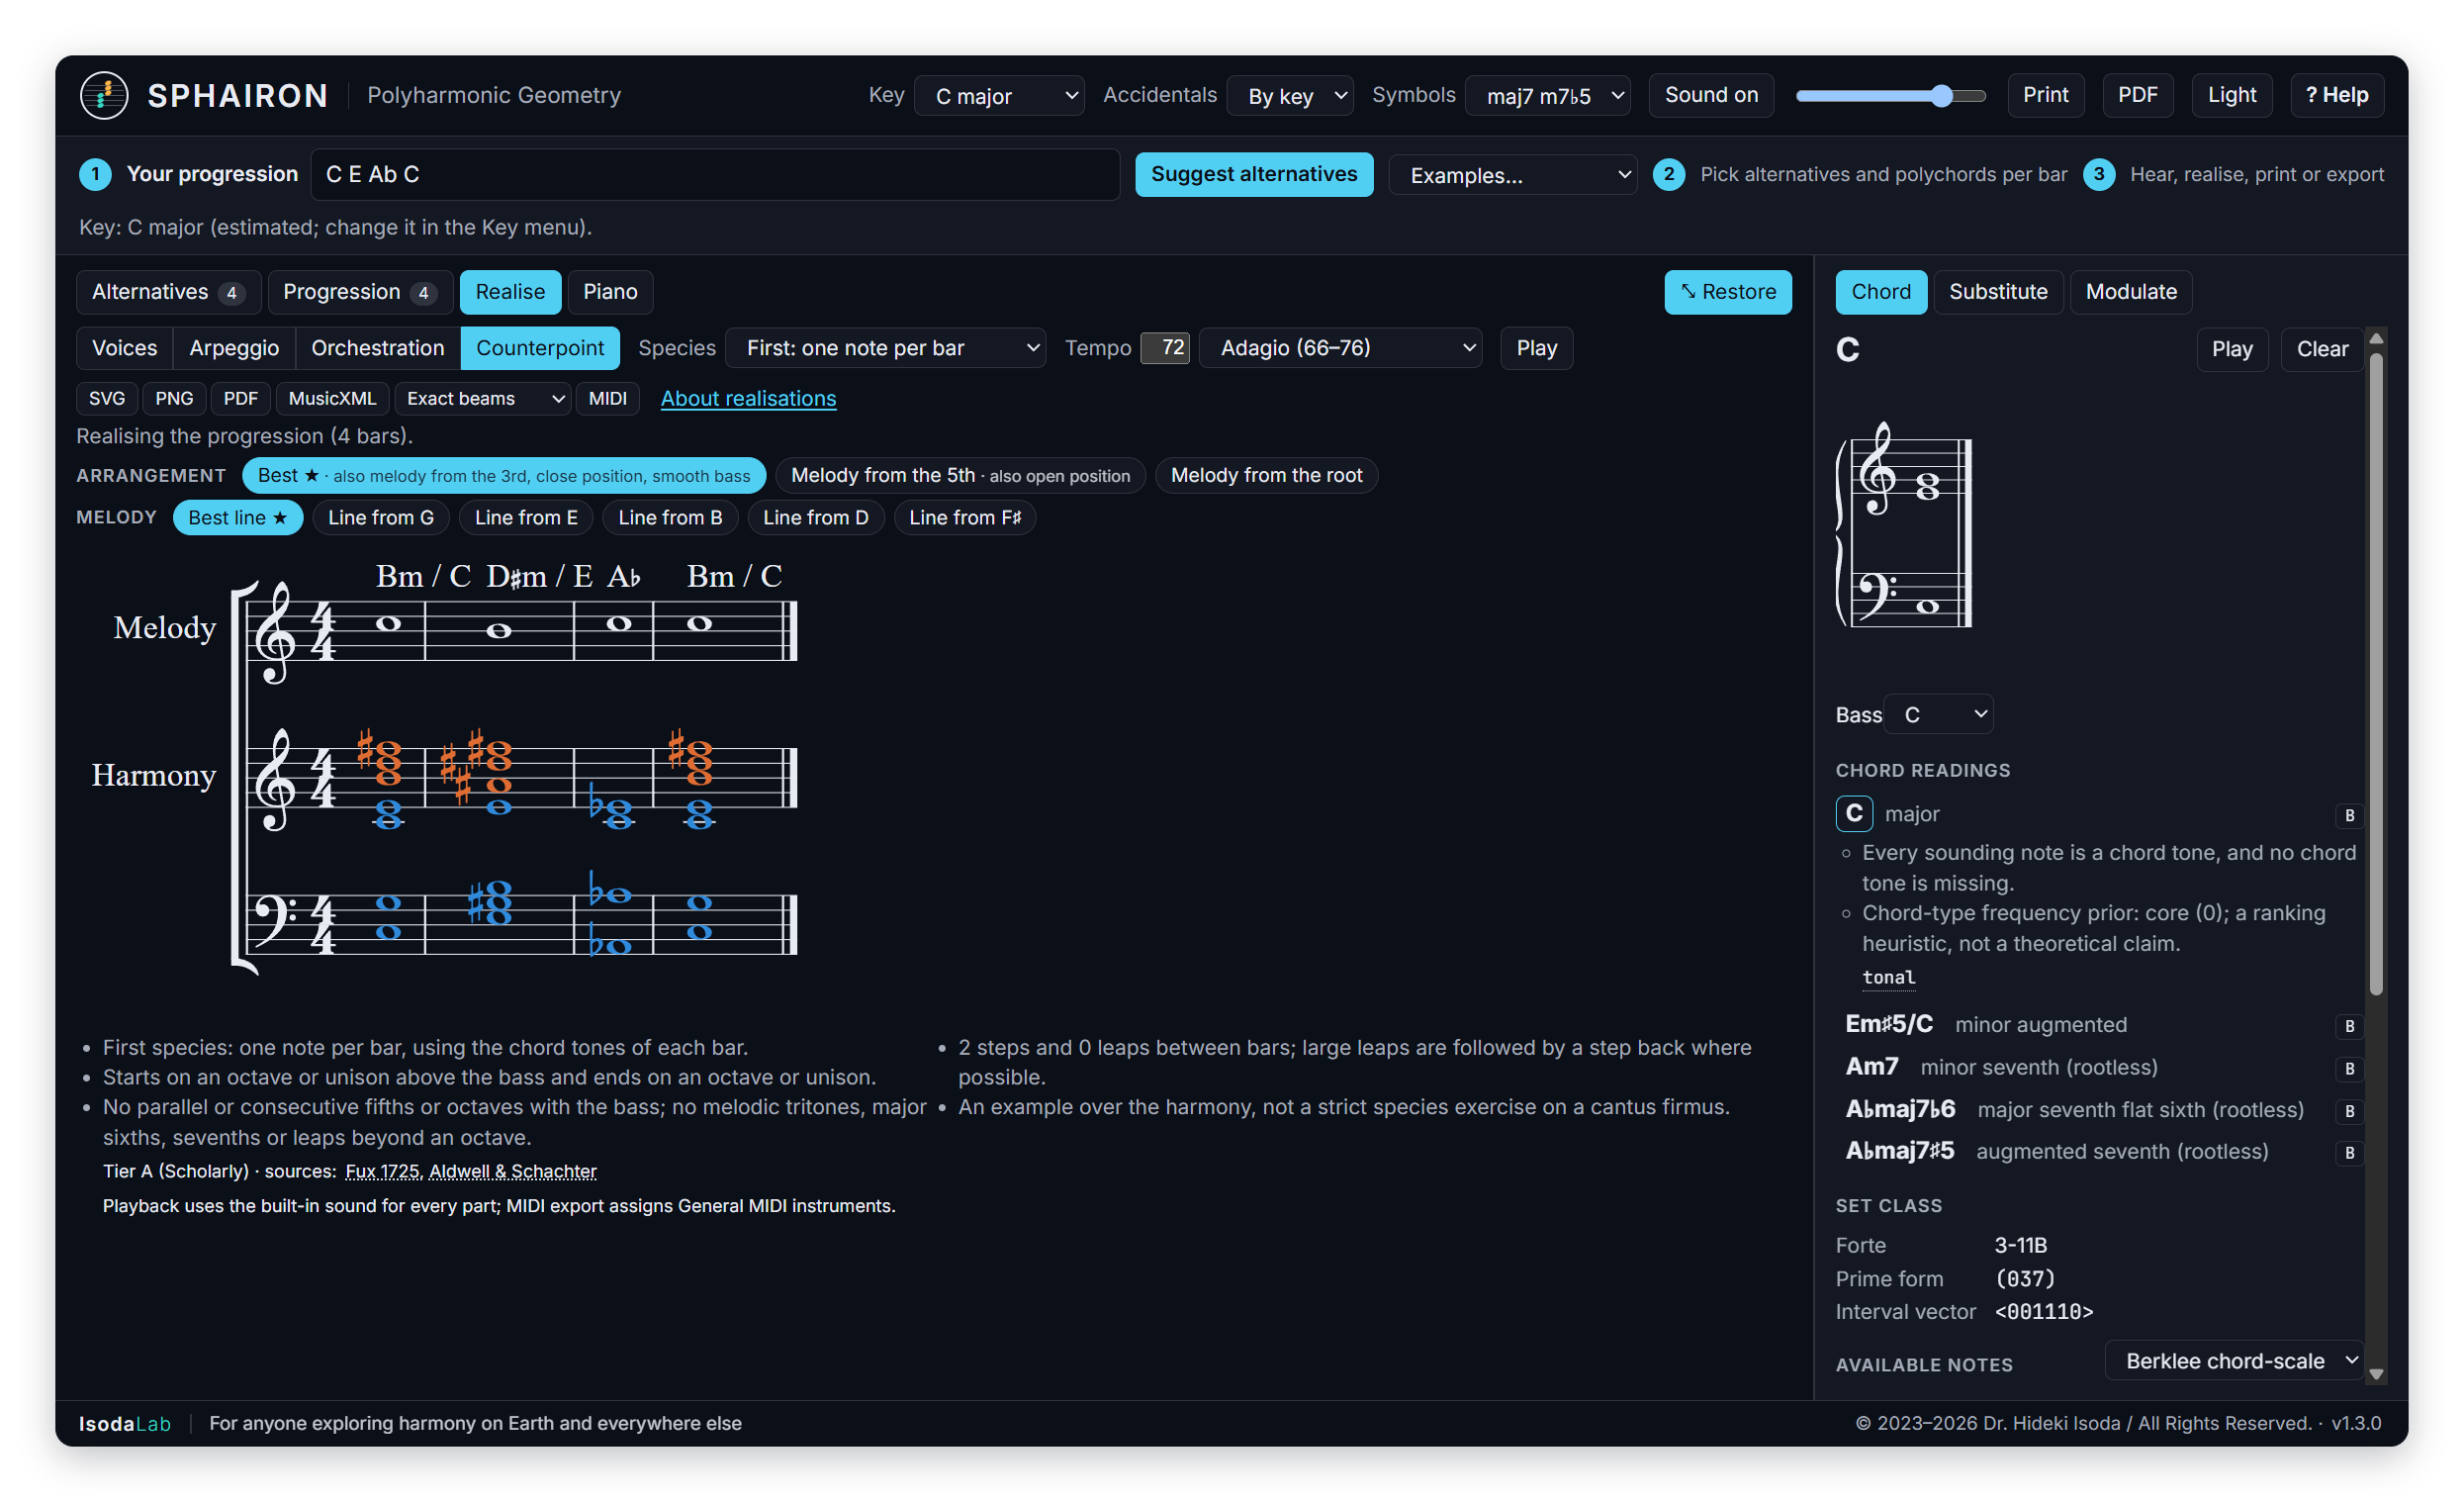 SPHAIRON Polyharmonic Geometry Key C major Accidentals By key Symbols maj7 m7♭5 Sound on Print PDF Light ? Help
1 Your progression C E Ab C Suggest alternatives Examples... 2 Pick alternatives and polychords per bar 3 Hear, realise, print or export
Key: C major (estimated; change it in the Key menu).
Alternatives 4 Progression 4 Realise Piano ⤡ Restore
Voices Arpeggio Orchestration Counterpoint Species First: one note per bar Tempo 72 Adagio (66–76) Play
SVG PNG PDF MusicXML Exact beams MIDI About realisations
Realising the progression (4 bars).
ARRANGEMENT Best ★ · also melody from the 3rd, close position, smooth bass Melody from the 5th · also open position Melody from the root
MELODY Best line ★ Line from G Line from E Line from B Line from D Line from F♯
Bm / C D♯m / E A♭ Bm / C
Melody 4 4
Harmony 4 4
4 4
First species: one note per bar, using the chord tones of each bar.
Starts on an octave or unison above the bass and ends on an octave or unison.
No parallel or consecutive fifths or octaves with the bass; no melodic tritones, major
sixths, sevenths or leaps beyond an octave.
2 steps and 0 leaps between bars; large leaps are followed by a step back where
possible.
An example over the harmony, not a strict species exercise on a cantus firmus.
Tier A (Scholarly) · sources: Fux 1725, Aldwell & Schachter
Playback uses the built-in sound for every part; MIDI export assigns General MIDI instruments.
Chord Substitute Modulate
C Play Clear
Bass C
CHORD READINGS
C major B
Every sounding note is a chord tone, and no chord
tone is missing.
Chord-type frequency prior: core (0); a ranking
heuristic, not a theoretical claim.
tonal
Em♯5/C minor augmented B
Am7 minor seventh (rootless) B
A♭maj7♭6 major seventh flat sixth (rootless) B
A♭maj7♯5 augmented seventh (rootless) B
SET CLASS
Forte 3-11B
Prime form (037)
Interval vector <001110>
AVAILABLE NOTES Berklee chord-scale
IsodaLab For anyone exploring harmony on Earth and everywhere else © 2023–2026 Dr. Hideki Isoda / All Rights Reserved. · v1.3.0